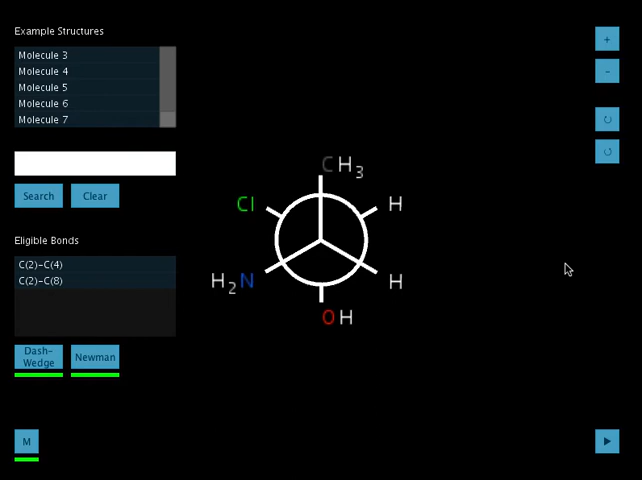 Example Structures
Molecule 3
Molecule 4
Molecule 5
Molecule 6
Molecule 7
Search
Clear
Eligible Bonds
C(2)-C(4)
C(2)-C(8)
Dash-
Wedge
Newman
M
CH3
Cl
H
H2N
H
OH
+
-